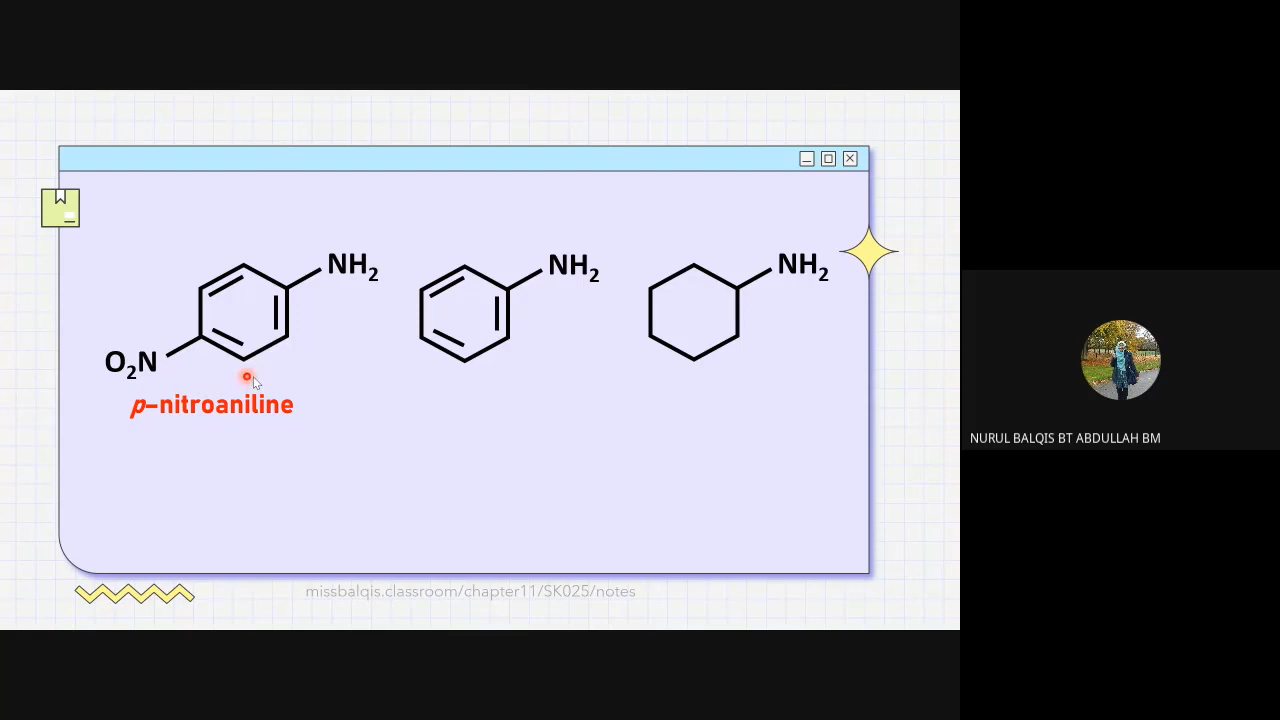 NH₂
NH₂
NH₂
O₂N
p–nitroaniline
missbalqis.classroom/chapter11/SK025/notes
NURUL BALQIS BT ABDULLAH BM